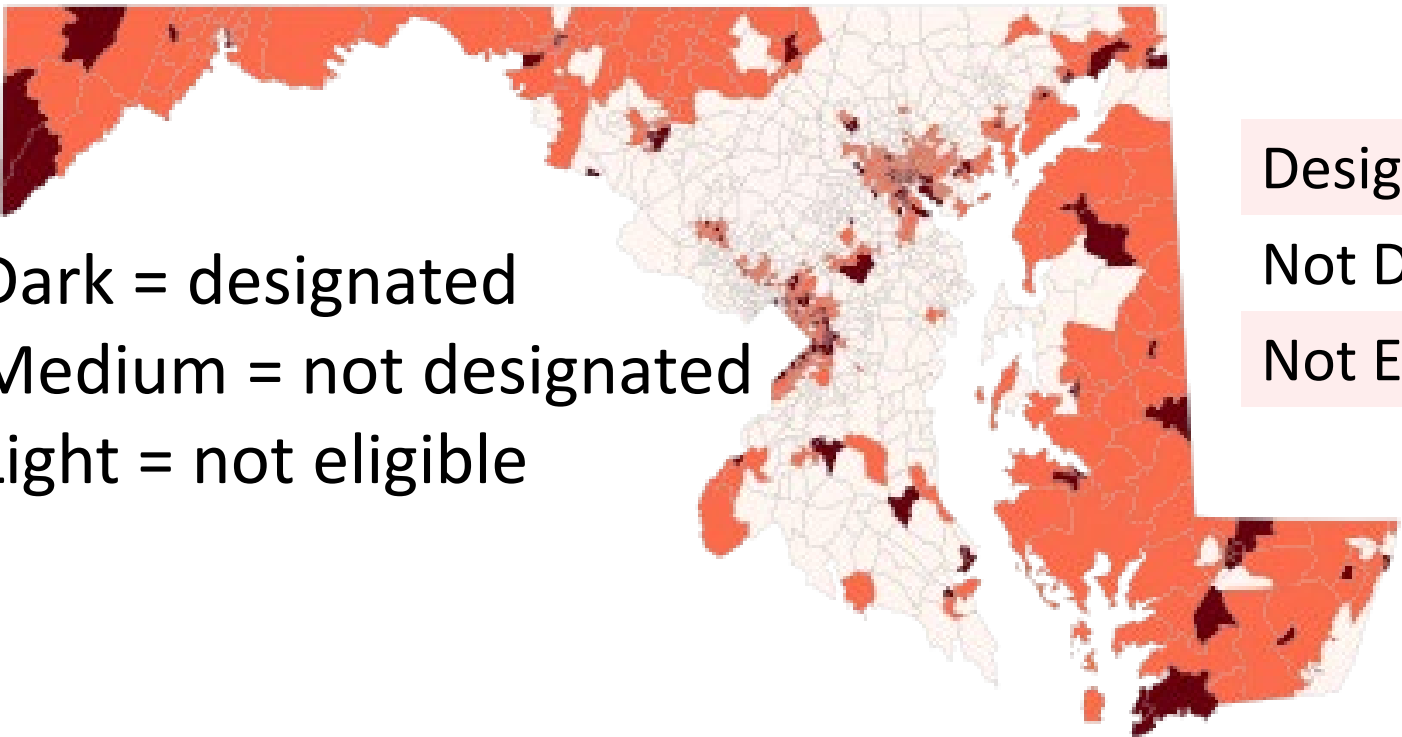 Dark = designated
Medium = not designated
Light = not eligible
Desig
Not D
Not E